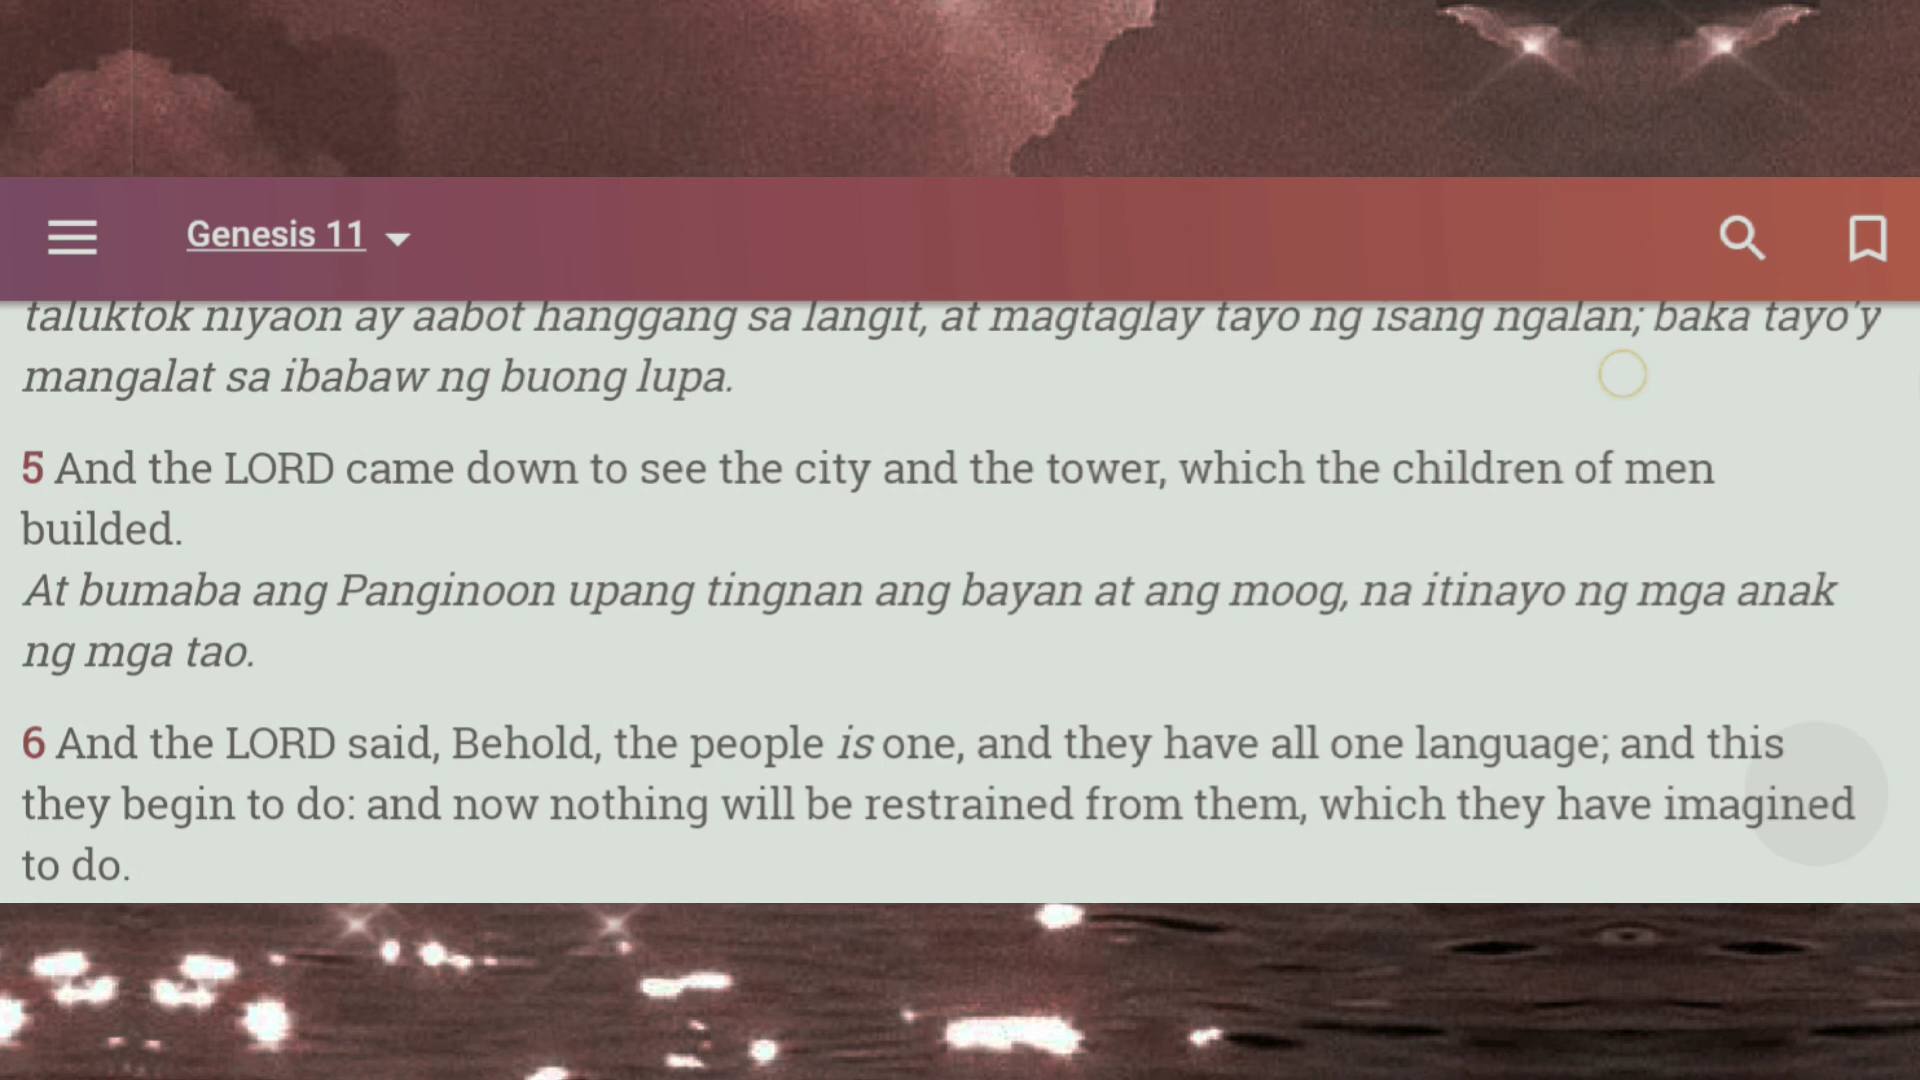 Genesis 11
taluktok niyaon ay aabot hanggang sa langit, at magtaglay tayo ng isang ngalan; baka tayo'y
mangalat sa ibabaw ng buong lupa.
5 And the LORD came down to see the city and the tower, which the children of men
builded.
At bumaba ang Panginoon upang tingnan ang bayan at ang moog, na itinayo ng mga anak
ng mga tao.
6 And the LORD said, Behold, the people is one, and they have all one language; and this
they begin to do: and now nothing will be restrained from them, which they have imagined
to do.